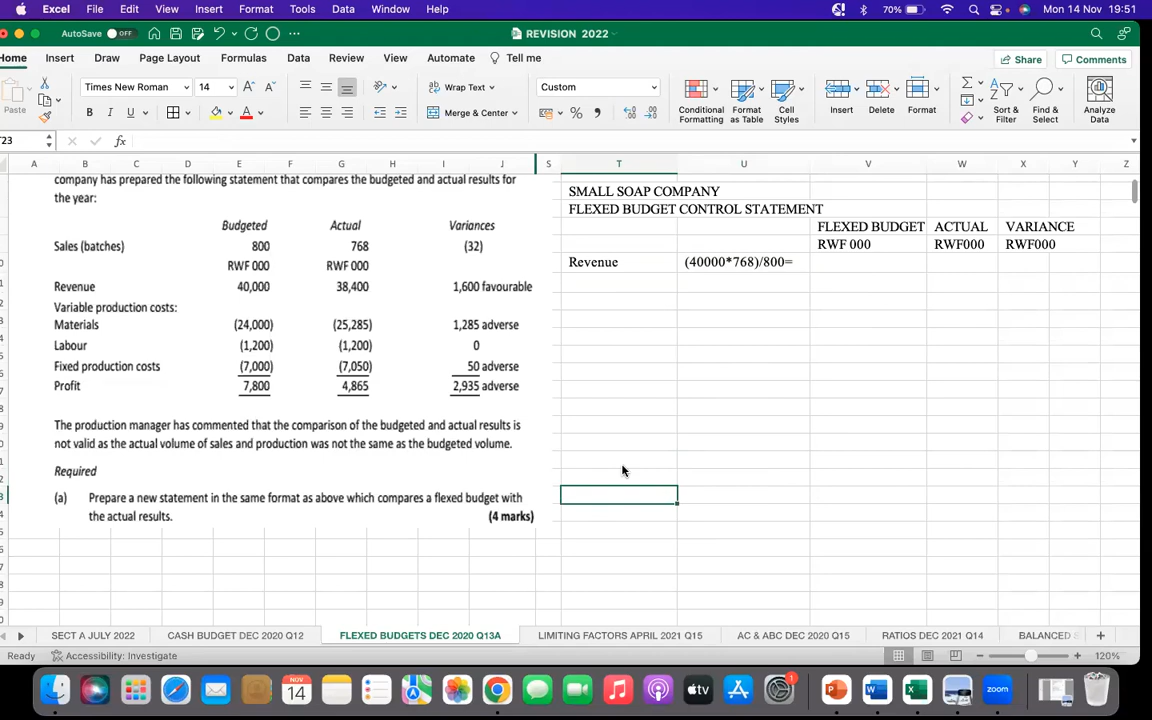 Excel File Edit View Insert Format Tools Data Window Help 70% Mon 14 Nov 19:51
AutoSave OFF REVISION 2022
Home Insert Draw Page Layout Formulas Data Review View Automate Tell me Share Comments
Paste Times New Roman 14 Wrap Text Custom Conditional Formatting Format as Table Cell Styles Insert Delete Format Sort & Filter Find & Select Analyze Data
B I U Merge & Center
fx
A B C D E F G H I J S T U V W X Y Z
company has prepared the following statement that compares the budgeted and actual results for
the year:
Budgeted Actual Variances
Sales (batches) 800 768 (32)
RWF 000 RWF 000
Revenue 40,000 38,400 1,600 favourable
Variable production costs:
Materials (24,000) (25,285) 1,285 adverse
Labour (1,200) (1,200) 0
Fixed production costs (7,000) (7,050) 50 adverse
Profit 7,800 4,865 2,935 adverse
The production manager has commented that the comparison of the budgeted and actual results is
not valid as the actual volume of sales and production was not the same as the budgeted volume.
Required
(a) Prepare a new statement in the same format as above which compares a flexed budget with
the actual results. (4 marks)
SMALL SOAP COMPANY
FLEXED BUDGET CONTROL STATEMENT
FLEXED BUDGET ACTUAL VARIANCE
RWF 000 RWF000 RWF000
Revenue (40000*768)/800=
SECT A JULY 2022 CASH BUDGET DEC 2020 Q12 FLEXED BUDGETS DEC 2020 Q13A LIMITING FACTORS APRIL 2021 Q15 AC & ABC DEC 2020 Q15 RATIOS DEC 2021 Q14 BALANCED
Ready Accessibility: Investigate 120%
NOV
14
tv
1
zoom